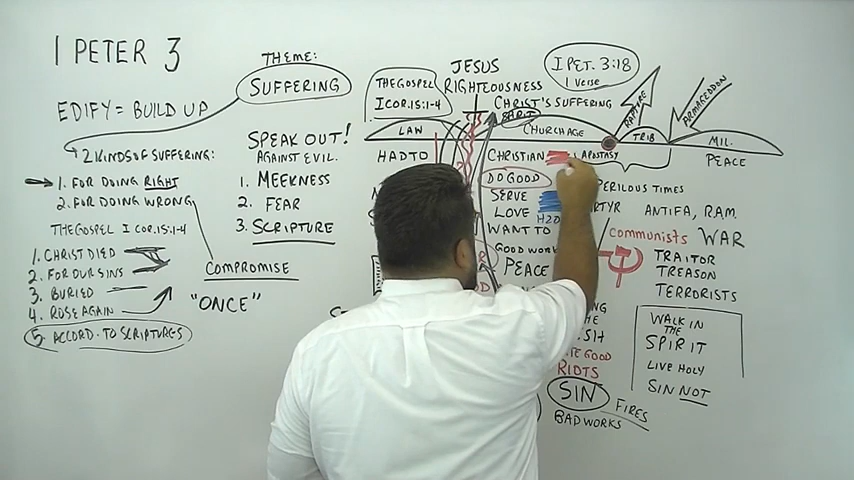 1 PETER 3
THEME:
SUFFERING
EDIFY = BUILD UP
2 KINDS OF SUFFERING:
1. FOR DOING RIGHT
2. FOR DOING WRONG
THE GOSPEL I COR.15:1-4
1. CHRIST DIED
2. FOR OUR SINS
3. BURIED
4. ROSE AGAIN
5. ACCORD. TO SCRIPTURES
SPEAK OUT!
AGAINST EVIL.
1. MEEKNESS
2. FEAR
3. SCRIPTURE
COMPROMISE
"ONCE"
THE GOSPEL
I COR.15:1-4
JESUS
RIGHTEOUSNESS
CHRIST'S SUFFERING
I PET. 3:18
1 VERSE
RAPTURE
ARMAGEDDON
LAW
CHURCH AGE
TRIB
MIL.
HAD TO
CHRISTIAN
APOSTASY
PEACE
DO GOOD
SERVE
LOVE
H2O
WANT TO
GOOD WORK
PEACE
PERILOUS TIMES
ANTIFA, RAM.
COMMUNISTS
WAR
TRAITOR
TREASON
TERRORISTS
WALK IN
THE
SPIRIT
LIVE HOLY
SIN NOT
GOOD
RIOTS
SIN
FIRES
BAD WORKS